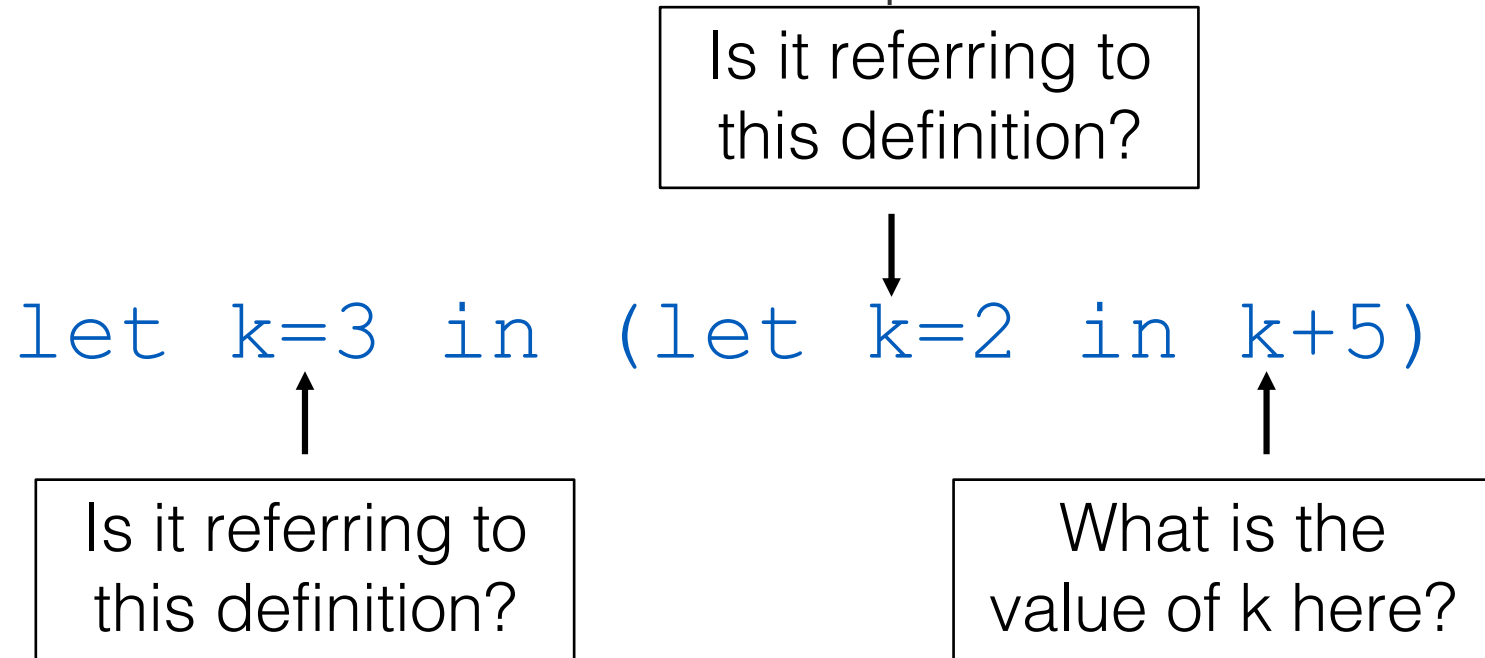 Is it referring to
this definition?
let k=3 in (let k=2 in k+5)
Is it referring to
this definition?
What is the
value of k here?